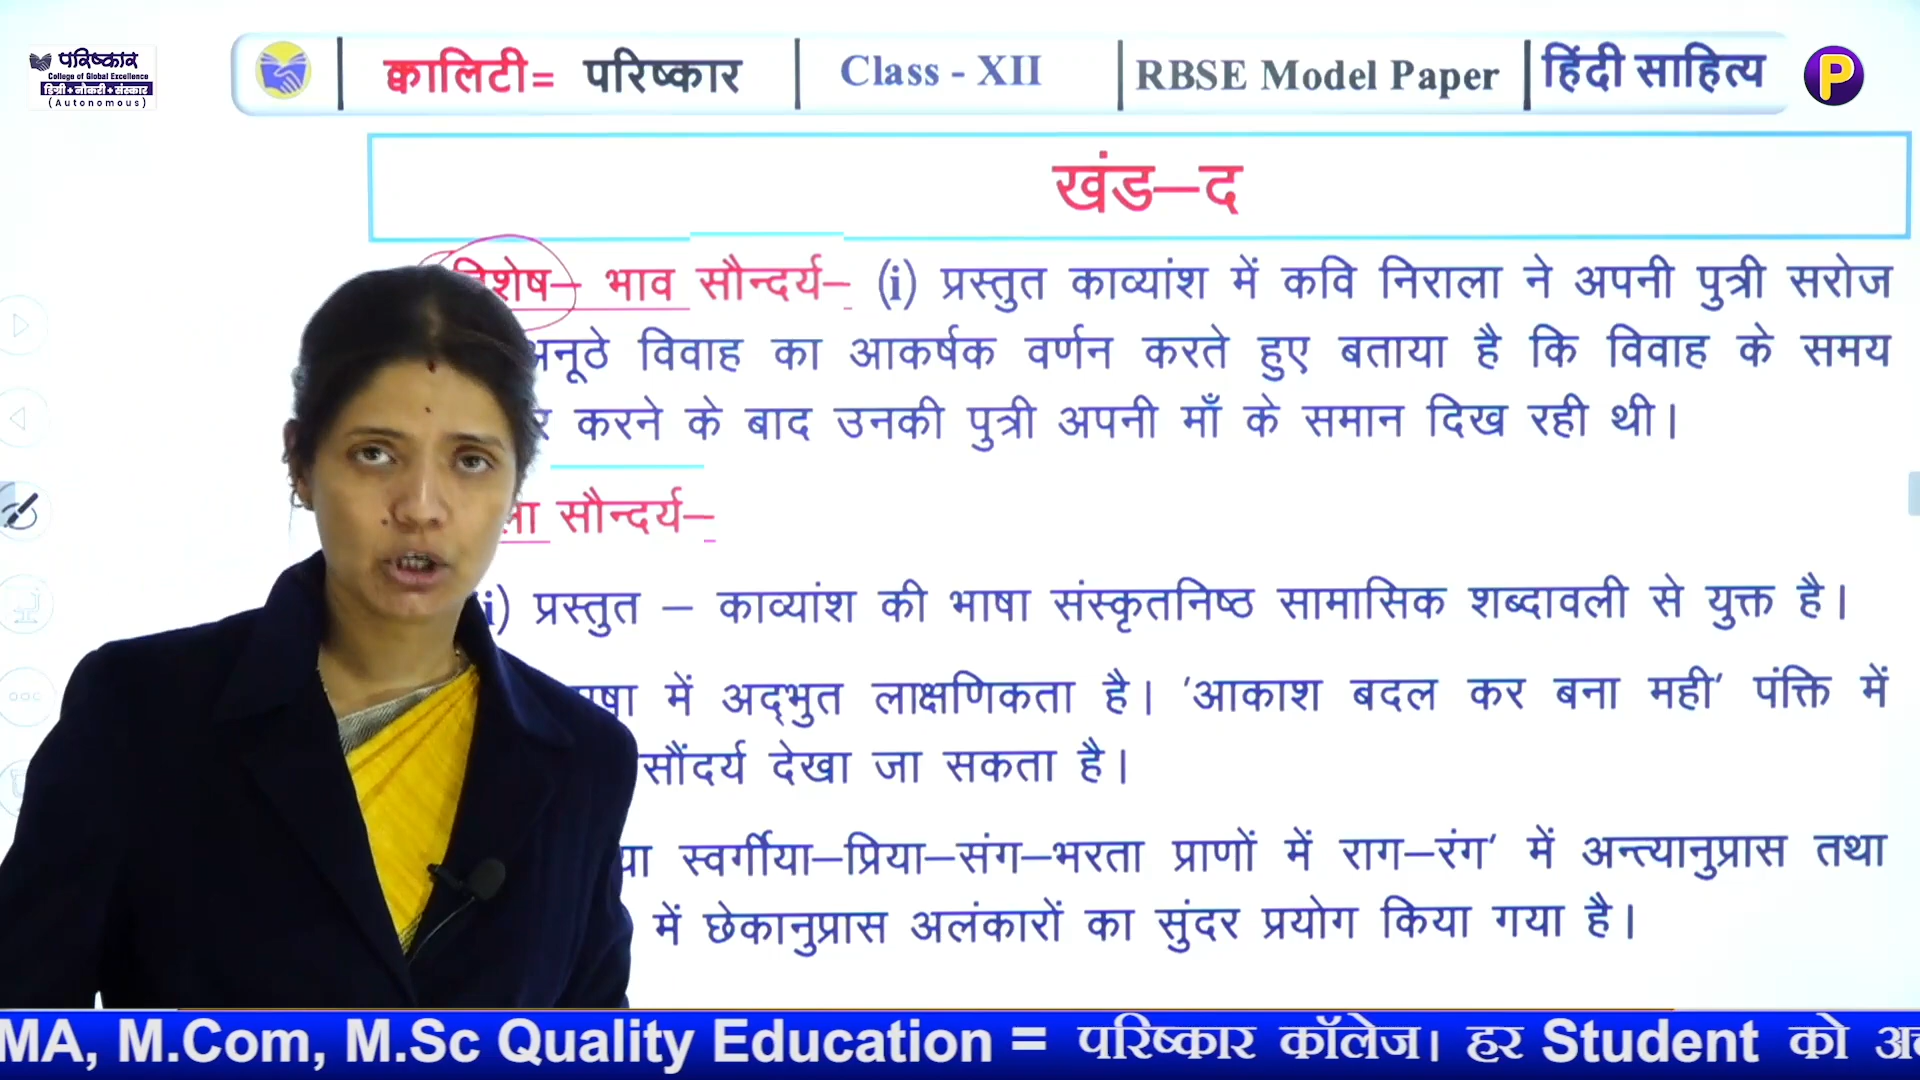 परिष्कार
College of Global Excellence
डिग्री + नौकरी + संस्कार
(Autonomous)
क्वालिटी= परिष्कार
Class - XII
RBSE Model Paper
हिंदी साहित्य
P
खंड–द
विशेष– भाव सौन्दर्य– (i) प्रस्तुत काव्यांश में कवि निराला ने अपनी पुत्री सरोज
अनूठे विवाह का आकर्षक वर्णन करते हुए बताया है कि विवाह के समय
करने के बाद उनकी पुत्री अपनी माँ के समान दिख रही थी।
सौन्दर्य–
प्रस्तुत – काव्यांश की भाषा संस्कृतनिष्ठ सामासिक शब्दावली से युक्त है।
में अद्भुत लाक्षणिकता है। 'आकाश बदल कर बना मही' पंक्ति में
सौंदर्य देखा जा सकता है।
स्वर्गीया–प्रिया–संग–भरता प्राणों में राग–रंग' में अन्त्यानुप्रास तथा
में छेकानुप्रास अलंकारों का सुंदर प्रयोग किया गया है।
MA, M.Com, M.Sc Quality Education = परिष्कार कॉलेज। हर Student को